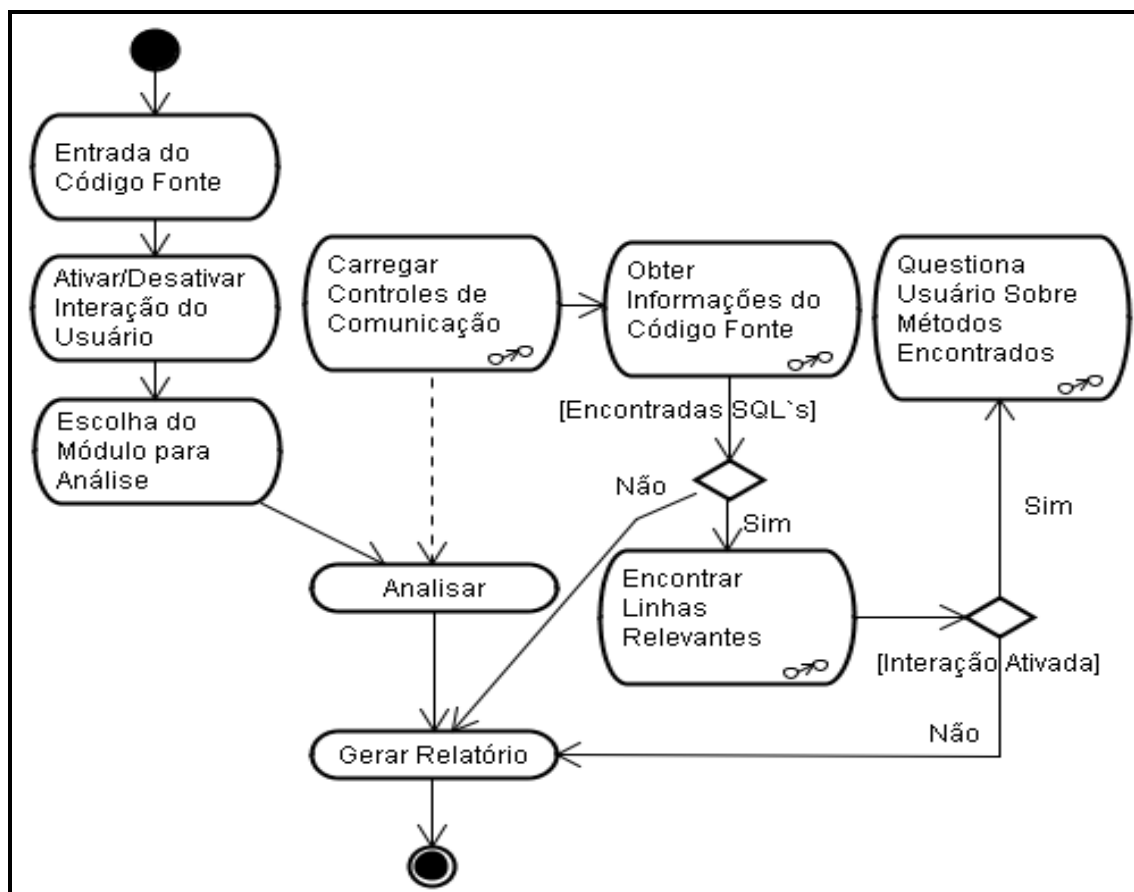 Entrada do
Código Fonte
Ativar/Desativar
Interação do
Usuário
Escolha do
Módulo para
Análise
Carregar
Controles de
Comunicação
Obter
Informações do
Código Fonte
Questiona
Usuário Sobre
Métodos
Encontrados
[Encontradas SQL`s]
Não
Sim
Sim
Encontrar
Linhas
Relevantes
Analisar
[Interação Ativada]
Não
Gerar Relatório